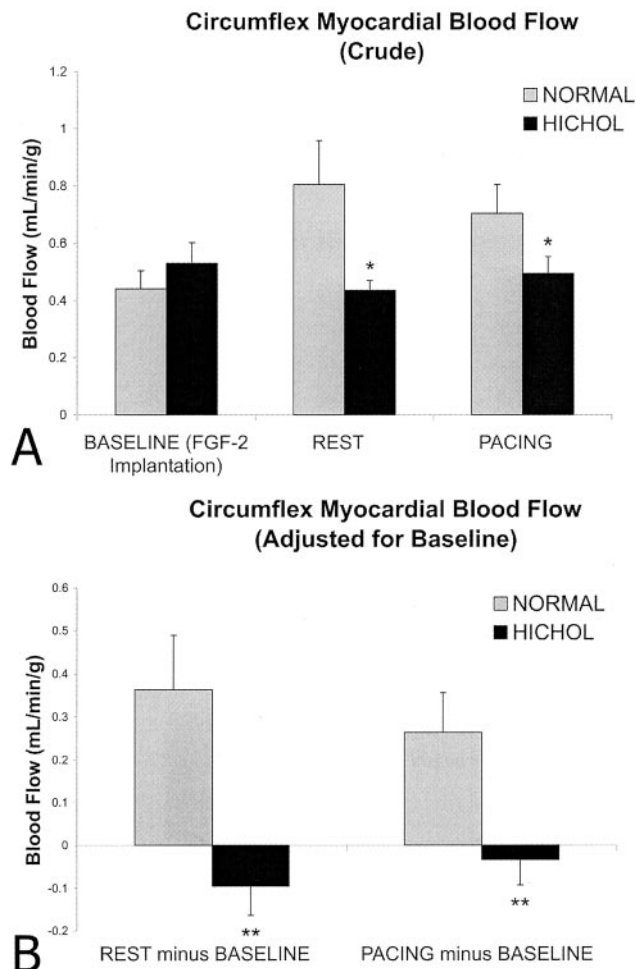 Circumflex Myocardial Blood Flow
(Crude)
1.2
1
0.8
0.6
0.4
0.2
0
Blood Flow (mL/min/g)
NORMAL
HICHOL
*
*
BASELINE (FGF-2
Implantation)
REST
PACING
A
Circumflex Myocardial Blood Flow
(Adjusted for Baseline)
0.6
0.5
0.4
0.3
0.2
0.1
0
-0.1
-0.2
Blood Flow (mL/min/g)
NORMAL
HICHOL
**
**
REST minus BASELINE
PACING minus BASELINE
B